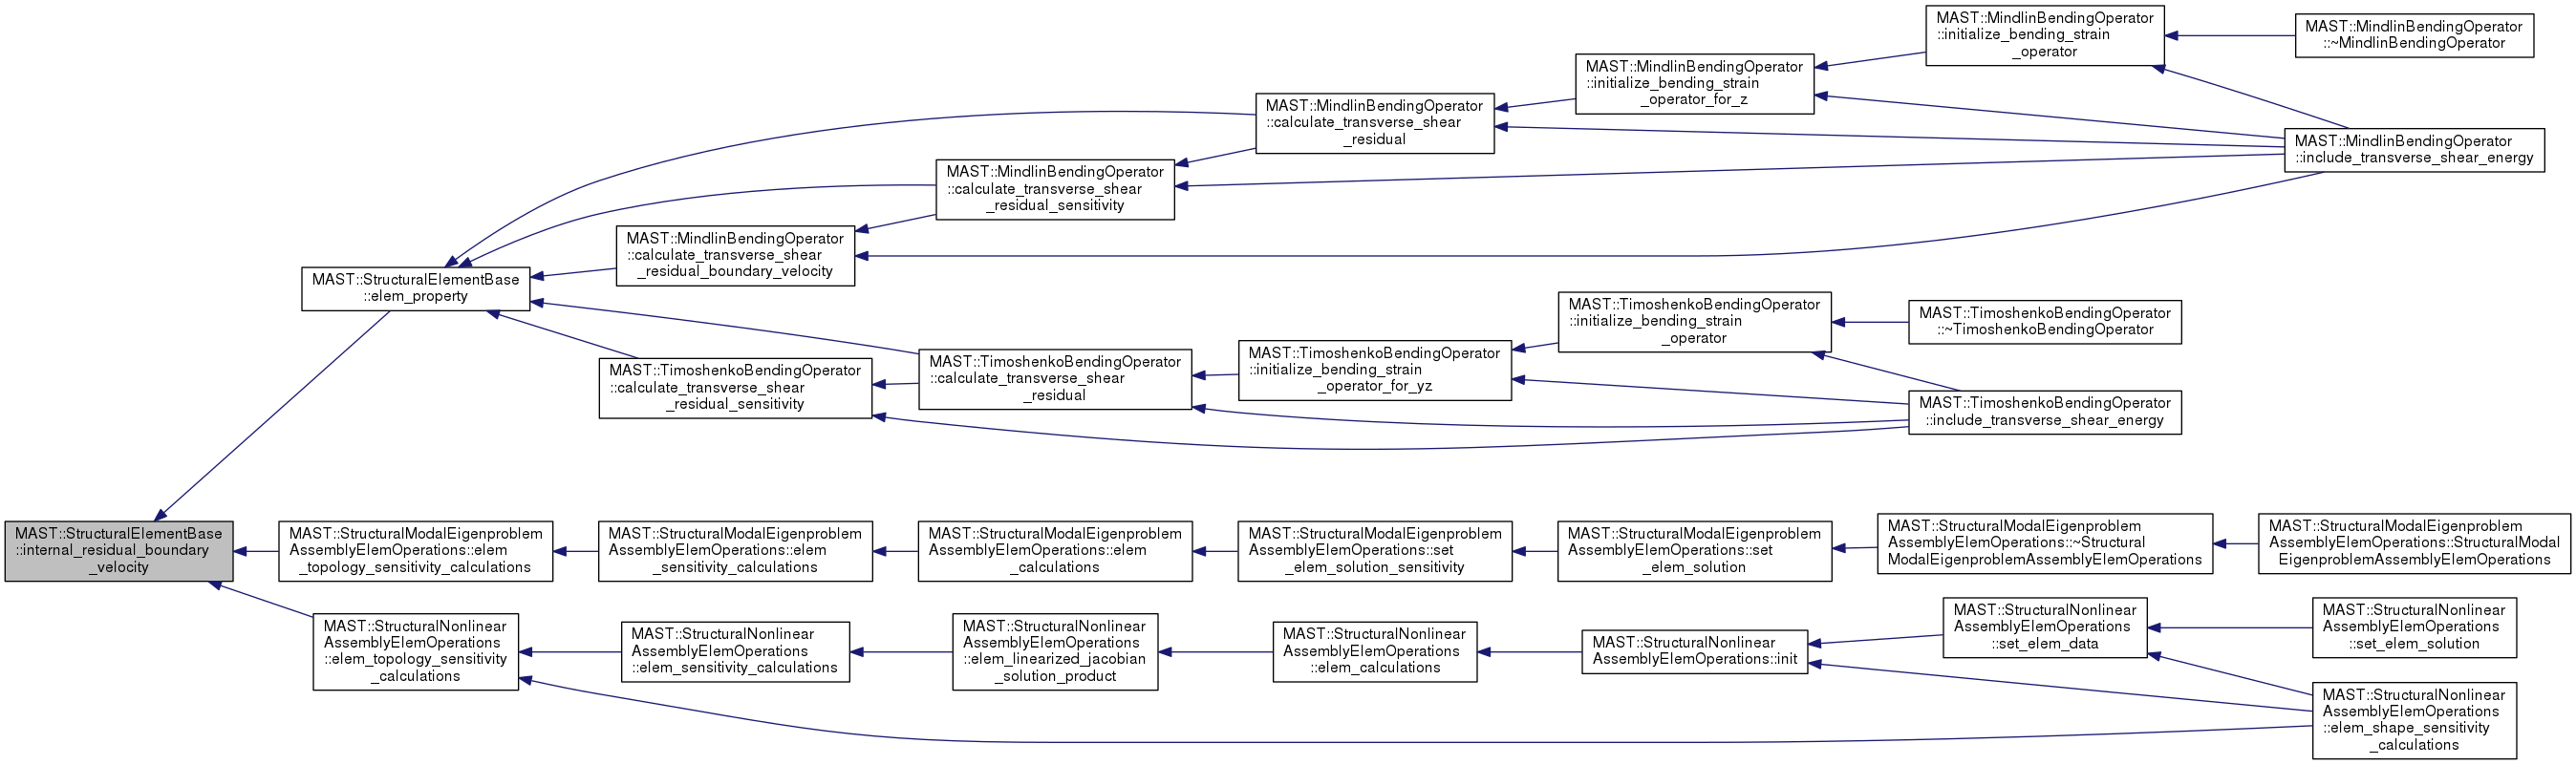 MAST::StructuralElementBase
::internal_residual_boundary
_velocity
MAST::StructuralElementBase
::elem_property
MAST::MindlinBendingOperator
::calculate_transverse_shear
_residual
MAST::MindlinBendingOperator
::initialize_bending_strain
_operator_for_z
MAST::MindlinBendingOperator
::initialize_bending_strain
_operator
MAST::MindlinBendingOperator
::~MindlinBendingOperator
MAST::MindlinBendingOperator
::include_transverse_shear_energy
MAST::MindlinBendingOperator
::calculate_transverse_shear
_residual_sensitivity
MAST::MindlinBendingOperator
::calculate_transverse_shear
_residual_boundary_velocity
MAST::TimoshenkoBendingOperator
::calculate_transverse_shear
_residual
MAST::TimoshenkoBendingOperator
::initialize_bending_strain
_operator_for_yz
MAST::TimoshenkoBendingOperator
::initialize_bending_strain
_operator
MAST::TimoshenkoBendingOperator
::~TimoshenkoBendingOperator
MAST::TimoshenkoBendingOperator
::include_transverse_shear_energy
MAST::TimoshenkoBendingOperator
::calculate_transverse_shear
_residual_sensitivity
MAST::StructuralModalEigenproblem
AssemblyElemOperations::elem
_topology_sensitivity_calculations
MAST::StructuralModalEigenproblem
AssemblyElemOperations::elem
_sensitivity_calculations
MAST::StructuralModalEigenproblem
AssemblyElemOperations::elem
_calculations
MAST::StructuralModalEigenproblem
AssemblyElemOperations::set
_elem_solution_sensitivity
MAST::StructuralModalEigenproblem
AssemblyElemOperations::set
_elem_solution
MAST::StructuralModalEigenproblem
AssemblyElemOperations::~Structural
ModalEigenproblemAssemblyElemOperations
MAST::StructuralModalEigenproblem
AssemblyElemOperations::StructuralModal
EigenproblemAssemblyElemOperations
MAST::StructuralNonlinear
AssemblyElemOperations
::elem_topology_sensitivity
_calculations
MAST::StructuralNonlinear
AssemblyElemOperations
::elem_sensitivity_calculations
MAST::StructuralNonlinear
AssemblyElemOperations
::elem_linearized_jacobian
_solution_product
MAST::StructuralNonlinear
AssemblyElemOperations
::elem_calculations
MAST::StructuralNonlinear
AssemblyElemOperations::init
MAST::StructuralNonlinear
AssemblyElemOperations
::set_elem_data
MAST::StructuralNonlinear
AssemblyElemOperations
::set_elem_solution
MAST::StructuralNonlinear
AssemblyElemOperations
::elem_shape_sensitivity
_calculations